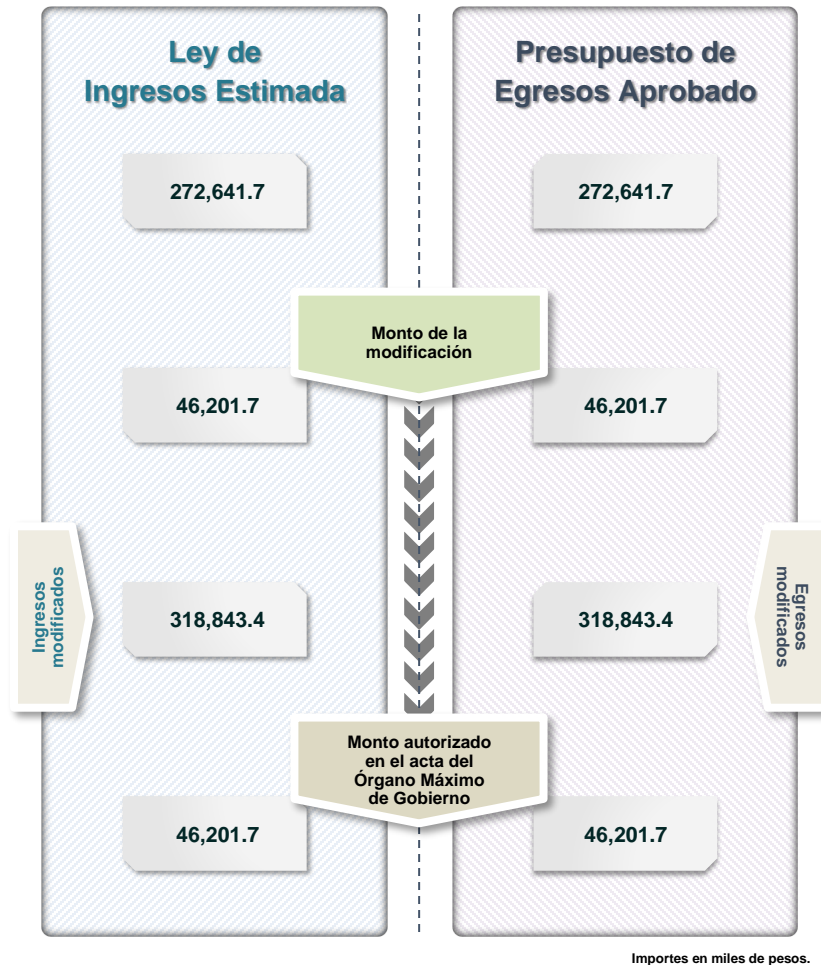 Ley de
Ingresos Estimada
Presupuesto de
Egresos Aprobado
272,641.7
272,641.7
Monto de la
modificación
46,201.7
46,201.7
Ingresos
modificados
318,843.4
318,843.4
Egresos
modificados
Monto autorizado
en el acta del
Órgano Máximo
de Gobierno
46,201.7
46,201.7
Importes en miles de pesos.